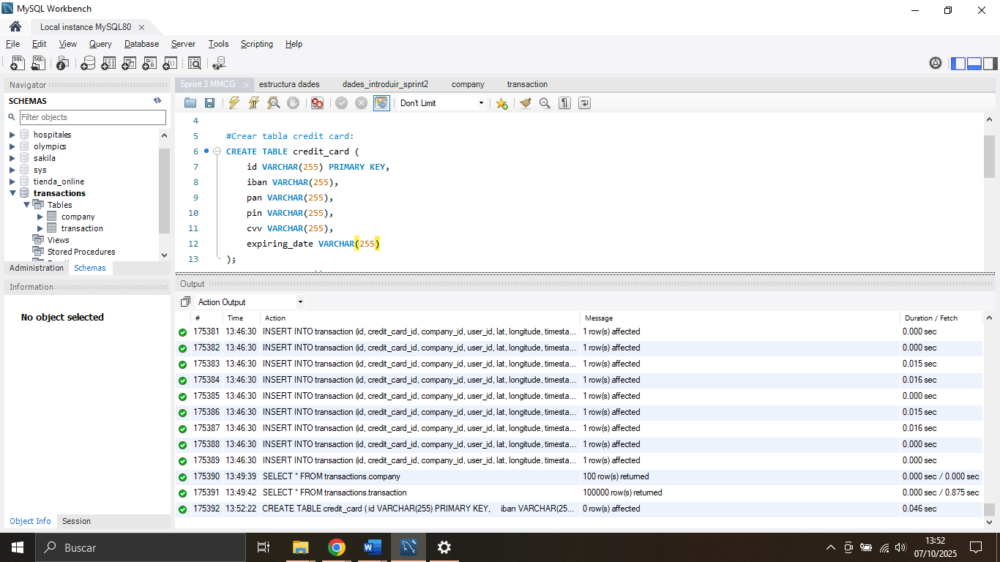 MySQL Workbench
Local instance MySQL80
File Edit View Query Database Server Tools Scripting Help
Navigator
SCHEMAS
Filter objects
hospitales
olympics
sakila
sys
tienda_online
transactions
Tables
company
transaction
Views
Stored Procedures
Administration Schemas
Information
No object selected
Object Info Session
Sprint 3 MMCG estructura dades dades_introduir_sprint2 company transaction
Don't Limit
4
5 #Crear tabla credit card:
6 CREATE TABLE credit_card (
7 id VARCHAR(255) PRIMARY KEY,
8 iban VARCHAR(255),
9 pan VARCHAR(255),
10 pin VARCHAR(255),
11 cvv VARCHAR(255),
12 expiring_date VARCHAR(255)
13 );
Output
Action Output
# Time Action Message Duration / Fetch
175381 13:46:30 INSERT INTO transaction (id, credit_card_id, company_id, user_id, lat, longitude, timesta... 1 row(s) affected 0.000 sec
175382 13:46:30 INSERT INTO transaction (id, credit_card_id, company_id, user_id, lat, longitude, timesta... 1 row(s) affected 0.000 sec
175383 13:46:30 INSERT INTO transaction (id, credit_card_id, company_id, user_id, lat, longitude, timesta... 1 row(s) affected 0.015 sec
175384 13:46:30 INSERT INTO transaction (id, credit_card_id, company_id, user_id, lat, longitude, timesta... 1 row(s) affected 0.016 sec
175385 13:46:30 INSERT INTO transaction (id, credit_card_id, company_id, user_id, lat, longitude, timesta... 1 row(s) affected 0.000 sec
175386 13:46:30 INSERT INTO transaction (id, credit_card_id, company_id, user_id, lat, longitude, timesta... 1 row(s) affected 0.015 sec
175387 13:46:30 INSERT INTO transaction (id, credit_card_id, company_id, user_id, lat, longitude, timesta... 1 row(s) affected 0.016 sec
175388 13:46:30 INSERT INTO transaction (id, credit_card_id, company_id, user_id, lat, longitude, timesta... 1 row(s) affected 0.000 sec
175389 13:46:30 INSERT INTO transaction (id, credit_card_id, company_id, user_id, lat, longitude, timesta... 1 row(s) affected 0.000 sec
175390 13:49:39 SELECT * FROM transactions.company 100 row(s) returned 0.000 sec / 0.000 sec
175391 13:49:42 SELECT * FROM transactions.transaction 100000 row(s) returned 0.000 sec / 0.875 sec
175392 13:52:22 CREATE TABLE credit_card ( id VARCHAR(255) PRIMARY KEY, iban VARCHAR(25... 0 row(s) affected 0.046 sec
Buscar
13:52
07/10/2025